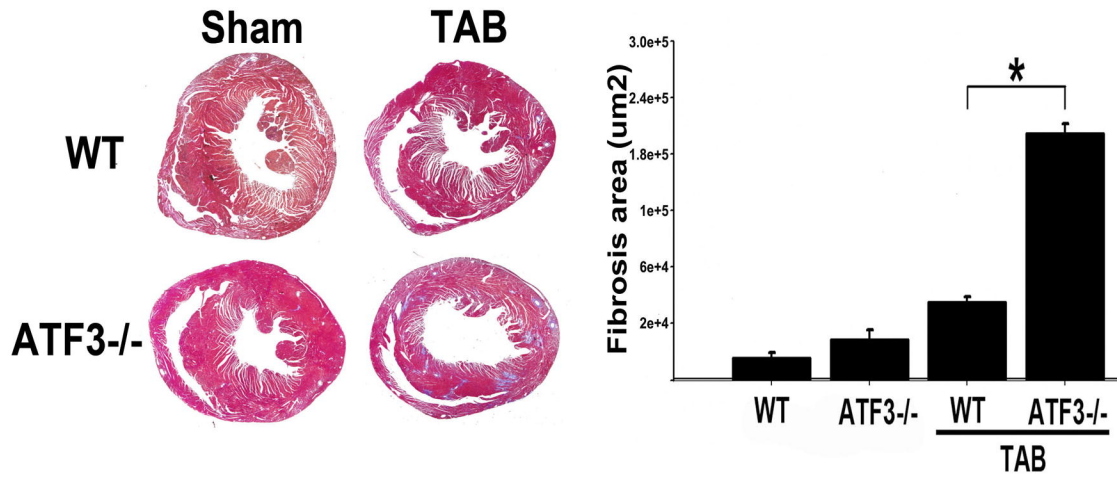 Sham TAB
WT
ATF3-/-
Fibrosis area (um2)
3.0e+5
2.4e+5
1.8e+5
1e+5
6e+4
2e+4
*
WT ATF3-/- WT ATF3-/-
TAB